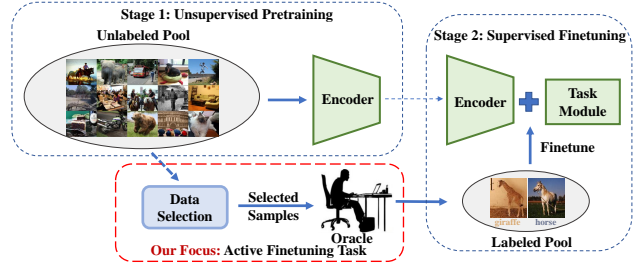 Stage 1: Unsupervised Pretraining
Unlabeled Pool
Encoder
Stage 2: Supervised Finetuning
Encoder
Task
Module
Finetune
giraffe
horse
Labeled Pool
Data
Selection
Selected
Samples
Oracle
Our Focus: Active Finetuning Task